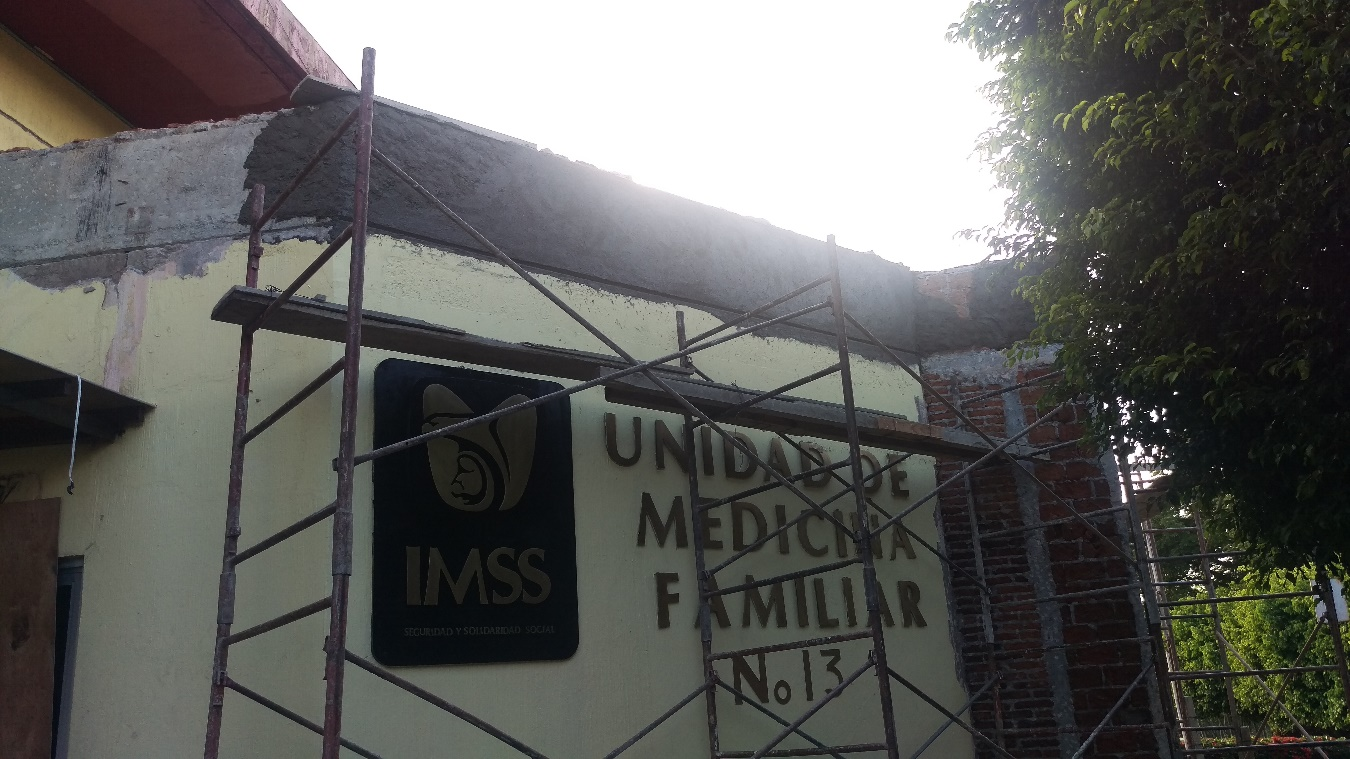 IMSS
SEGURIDAD Y SOLIDARIDAD SOCIAL
UNIDAD DE
MEDICINA
FAMILIAR
No 13